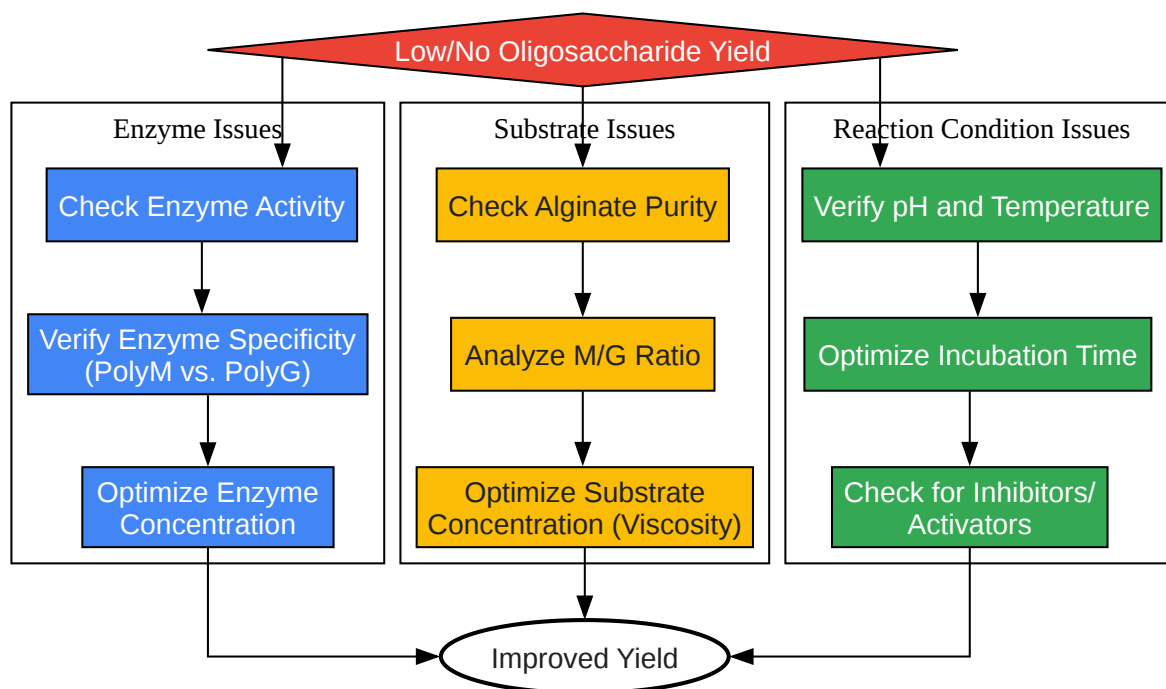 Low/No Oligosaccharide Yield
Enzyme Issues
Check Enzyme Activity
Verify Enzyme Specificity
(PolyM vs. PolyG)
Optimize Enzyme
Concentration
Substrate Issues
Check Alginate Purity
Analyze M/G Ratio
Optimize Substrate
Concentration (Viscosity)
Reaction Condition Issues
Verify pH and Temperature
Optimize Incubation Time
Check for Inhibitors/
Activators
Improved Yield